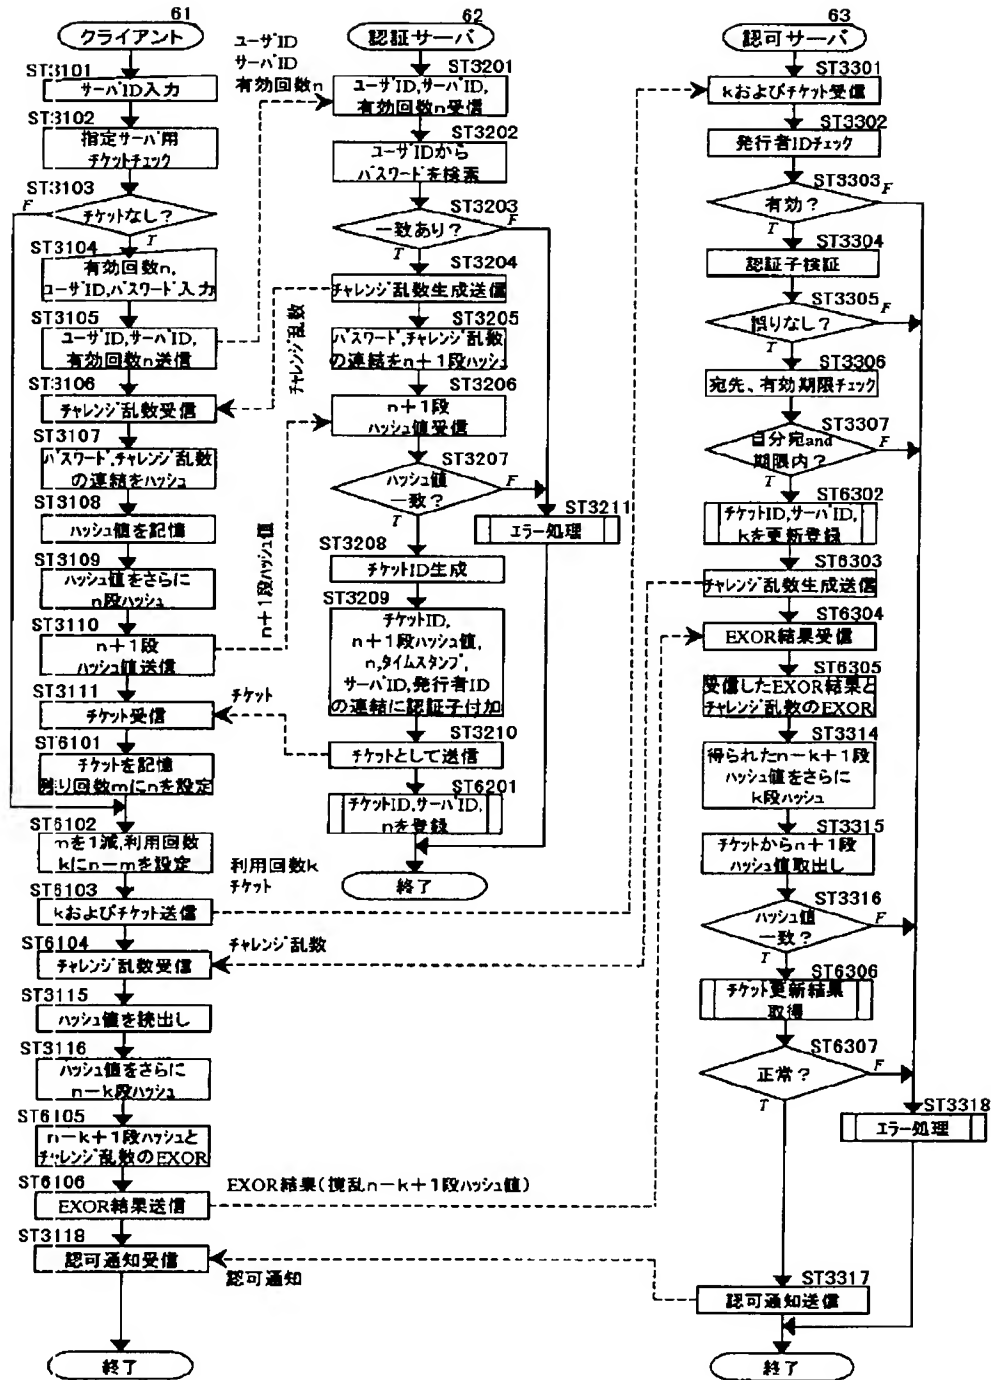 61
クライアント
ST3101
サーバID入力
ST3102
指定サーバ用
チケットチェック
ST3103
チケットなし?
F
T
ST3104
有効回数n,
ユーザID,パスワード入力
ST3105
ユーザID,サーバID,
有効回数n送信
ST3106
チャレンジ乱数受信
ST3107
パスワード,チャレンジ乱数
の連結をハッシュ
ST3108
ハッシュ値を記憶
ST3109
ハッシュ値をさらに
n段ハッシュ
ST3110
n+1段
ハッシュ値送信
ST3111
チケット受信
ST6101
チケットを記憶
残り回数mにnを設定
ST6102
mを1減,利用回数
kにn-mを設定
ST6103
kおよびチケット送信
ST6104
チャレンジ乱数受信
ST3115
ハッシュ値を読出し
ST3116
ハッシュ値をさらに
n-k段ハッシュ
ST6105
n-k+1段ハッシュと
チャレンジ乱数のEXOR
ST6106
EXOR結果送信
ST3118
認可通知受信
終了
ユーザID
サーバID
有効回数n
チャレンジ乱数
n+1段ハッシュ値
チケット
利用回数k
チケット
チャレンジ乱数
EXOR結果(撹乱n-k+1段ハッシュ値)
認可通知
62
認証サーバ
ST3201
ユーザID,サーバID,
有効回数n受信
ST3202
ユーザIDから
パスワードを検索
ST3203
一致あり?
F
T
ST3204
チャレンジ乱数生成送信
ST3205
パスワード,チャレンジ乱数
の連結をn+1段ハッシュ
ST3206
n+1段
ハッシュ値受信
ST3207
ハッシュ値
一致?
F
T
ST3211
エラー処理
ST3208
チケットID生成
ST3209
チケットID,
n+1段ハッシュ値,
n,タイムスタンプ,
サーバID,発行者ID
の連結に認証子付加
ST3210
チケットとして送信
ST6201
チケットID,サーバID,
nを登録
終了
63
認可サーバ
ST3301
kおよびチケット受信
ST3302
発行者IDチェック
ST3303
有効?
F
T
ST3304
認証子検証
ST3305
誤りなし?
F
T
ST3306
宛先、有効期限チェック
ST3307
自分宛and
期限内?
F
T
ST6302
チケットID,サーバID,
kを更新登録
ST6303
チャレンジ乱数生成送信
ST6304
EXOR結果受信
ST6305
受信したEXOR結果と
チャレンジ乱数のEXOR
ST3314
得られたn-k+1段
ハッシュ値をさらに
k段ハッシュ
ST3315
チケットからn+1段
ハッシュ値取出し
ST3316
ハッシュ値
一致?
F
T
ST6306
チケット更新結果
取得
ST6307
正常?
F
T
ST3318
エラー処理
ST3317
認可通知送信
終了